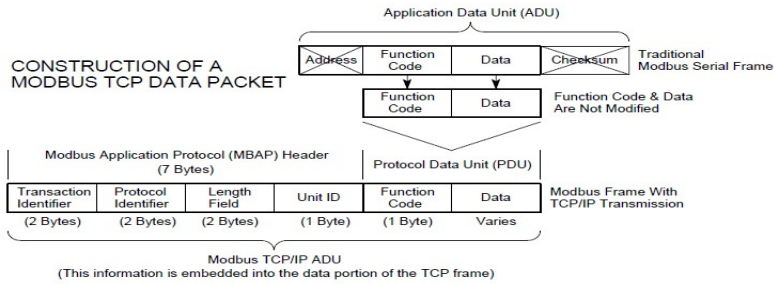 Application Data Unit (ADU)
CONSTRUCTION OF A
MODBUS TCP DATA PACKET
Address
Function
Code
Data
Checksum
Traditional
Modbus Serial Frame
Function
Code
Data
Function Code & Data
Are Not Modified
Modbus Application Protocol (MBAP) Header
(7 Bytes)
Protocol Data Unit (PDU)
Transaction
Identifier
Protocol
Identifier
Length
Field
Unit ID
Function
Code
Data
Modbus Frame With
TCP/IP Transmission
(2 Bytes)
(2 Bytes)
(2 Bytes)
(1 Byte)
(1 Byte)
Varies
Modbus TCP/IP ADU
(This information is embedded into the data portion of the TCP frame)